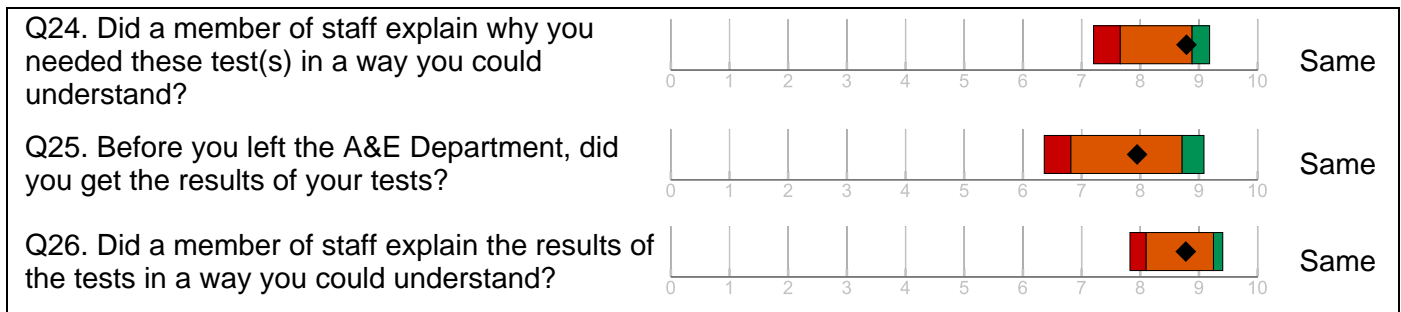 Q24. Did a member of staff explain why you
needed these test(s) in a way you could
understand?
0 1 2 3 4 5 6 7 8 9 10
Same
Q25. Before you left the A&E Department, did
you get the results of your tests?
0 1 2 3 4 5 6 7 8 9 10
Same
Q26. Did a member of staff explain the results of
the tests in a way you could understand?
0 1 2 3 4 5 6 7 8 9 10
Same